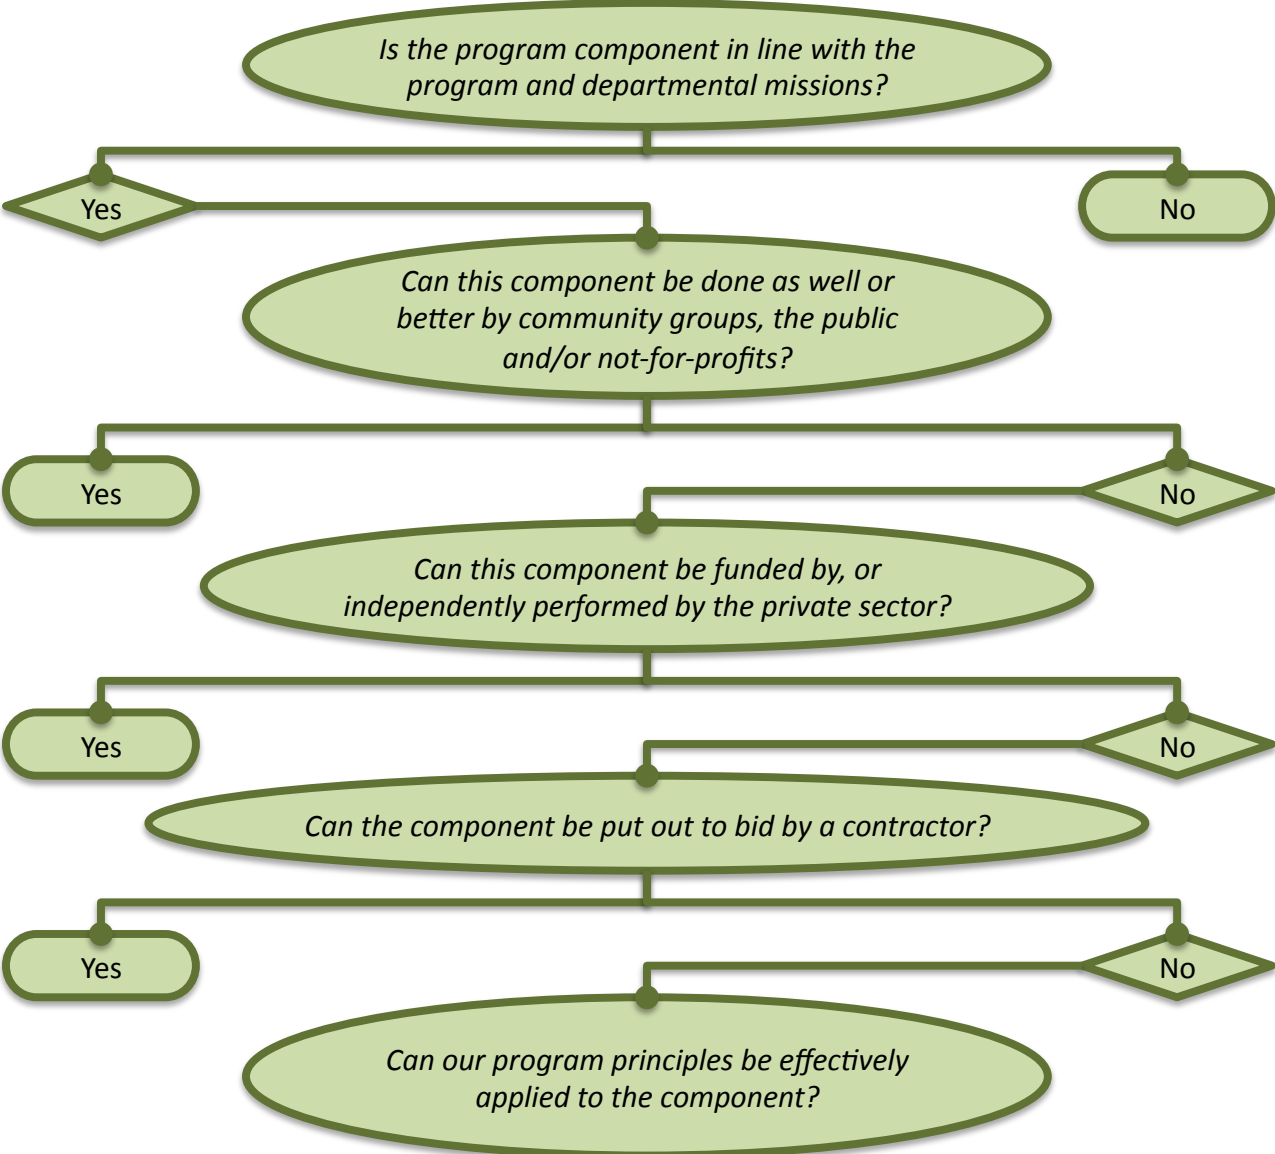 Is the program component in line with the
program and departmental missions?
Yes
No
Can this component be done as well or
better by community groups, the public
and/or not-for-profits?
Yes
No
Can this component be funded by, or
independently performed by the private sector?
Yes
No
Can the component be put out to bid by a contractor?
Yes
No
Can our program principles be effectively
applied to the component?